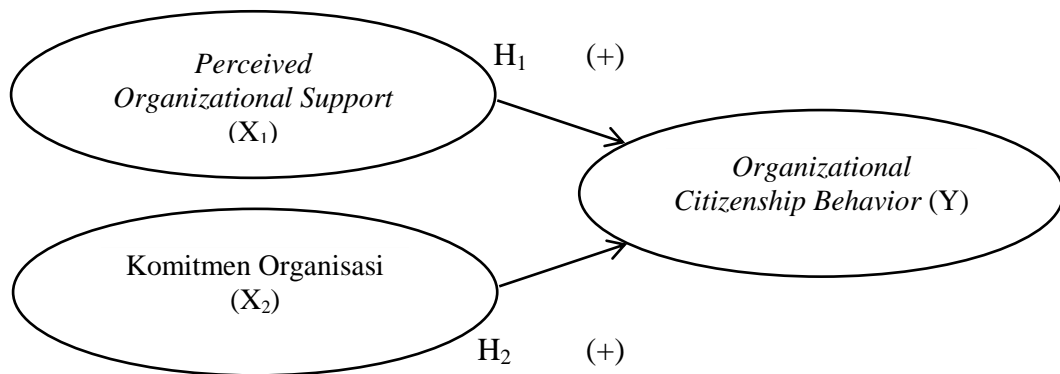 H₁ (+)
Perceived
Organizational Support
(X₁)
Organizational
Citizenship Behavior (Y)
Komitmen Organisasi
(X₂)
H₂ (+)